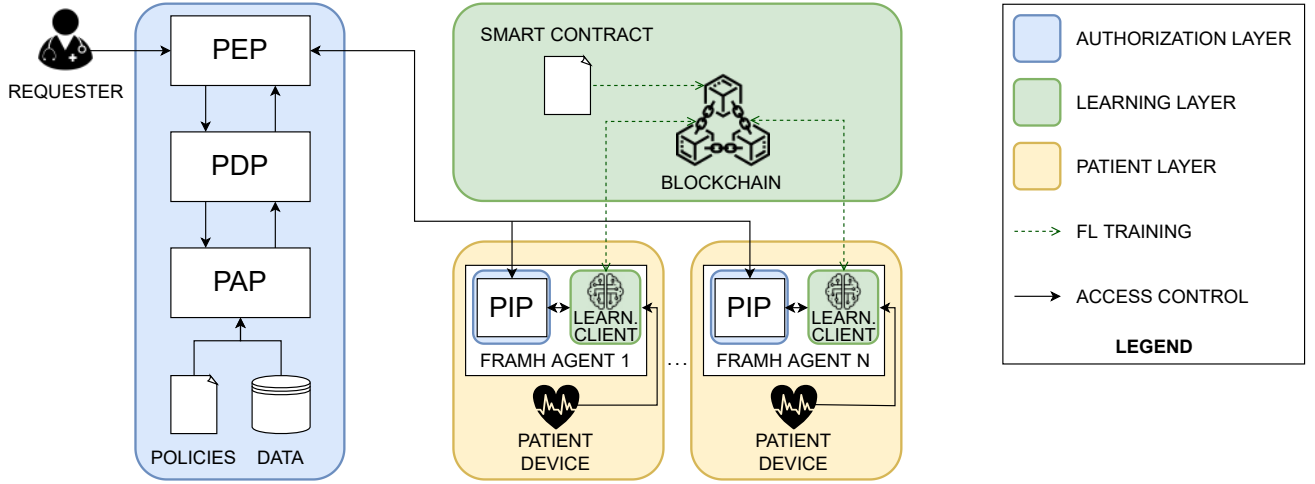 REQUESTER
PEP
PDP
PAP
POLICIES
DATA
SMART CONTRACT
BLOCKCHAIN
PIP
LEARN.
CLIENT
FRAMH AGENT 1
PATIENT
DEVICE
...
PIP
LEARN.
CLIENT
FRAMH AGENT N
PATIENT
DEVICE
AUTHORIZATION LAYER
LEARNING LAYER
PATIENT LAYER
FL TRAINING
ACCESS CONTROL
LEGEND